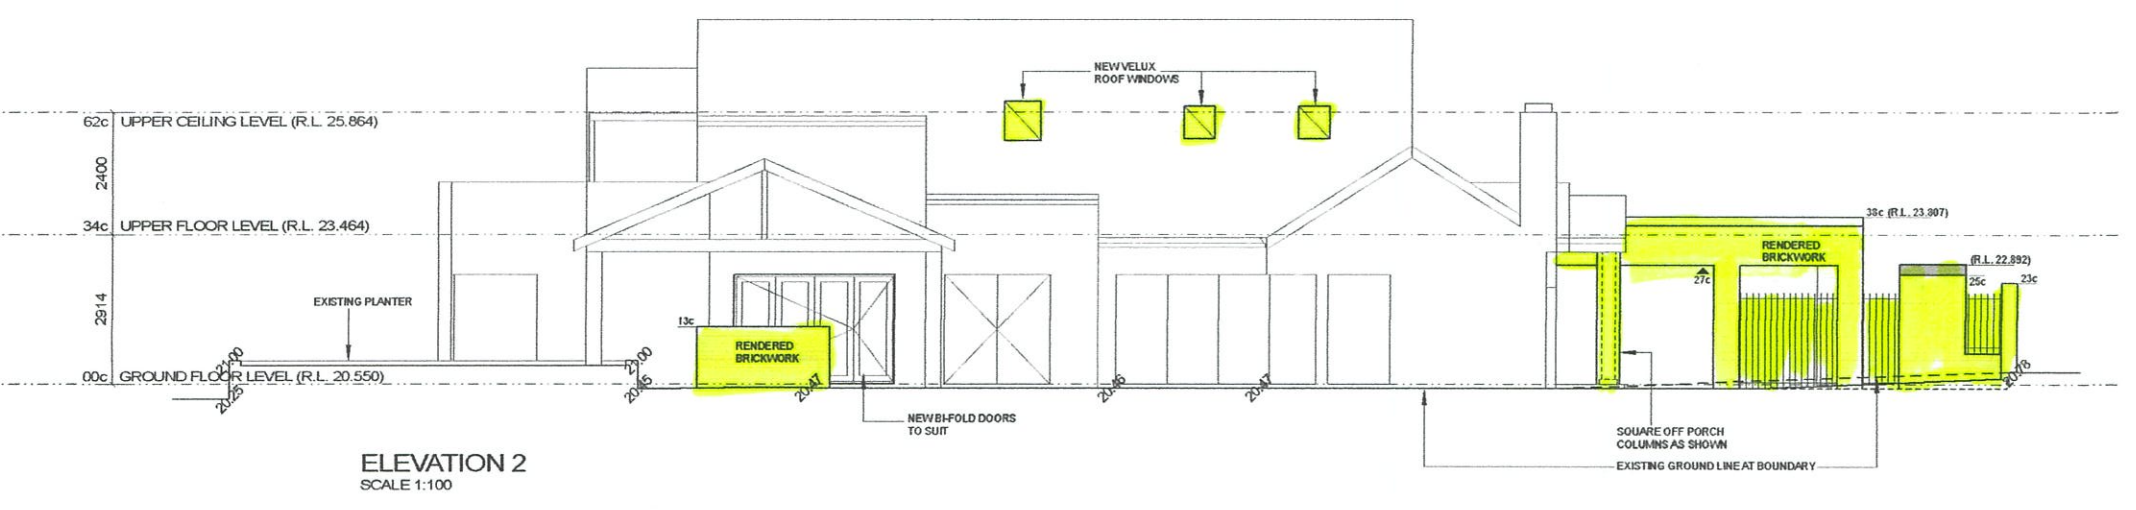 NEW VELUX
ROOF WINDOWS
62c UPPER CEILING LEVEL (R.L. 25.864)
2400
34c UPPER FLOOR LEVEL (R.L. 23.464)
38c (R.L. 23.807)
RENDERED
BRICKWORK
(R.L. 22.892)
27c
25c
23c
2914
EXISTING PLANTER
13c
RENDERED
BRICKWORK
21.00
21.00
00c GROUND FLOOR LEVEL (R.L. 20.550)
20.25
20.45
20.47
20.46
20.47
20.78
NEW BI-FOLD DOORS
TO SUIT
SQUARE OFF PORCH
COLUMNS AS SHOWN
EXISTING GROUND LINE AT BOUNDARY
ELEVATION 2
SCALE 1:100